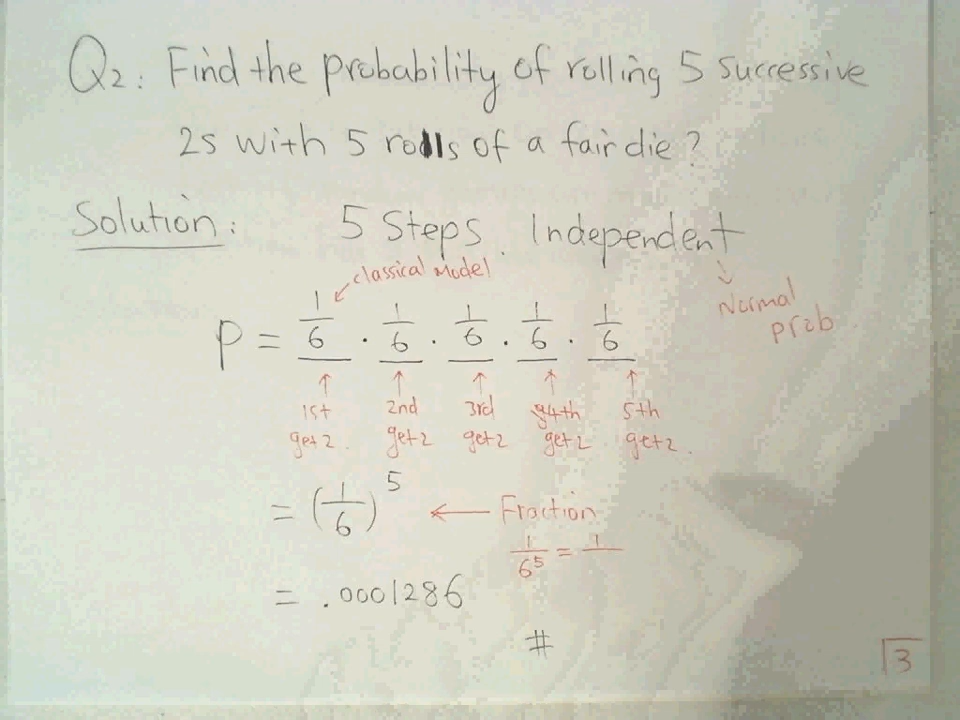 Q2: Find the probability of rolling 5 successive
2s with 5 rolls of a fair die?
Solution: 5 Steps. Independent
classical Model
Normal
prob
P = 1/6 · 1/6 · 1/6 · 1/6 · 1/6
1st 2nd 3rd 4th 5th
get 2. get 2 get 2 get 2 get 2.
= (1/6)^5 ← Fraction
1/6^5 = 1/
= .0001286
#
3